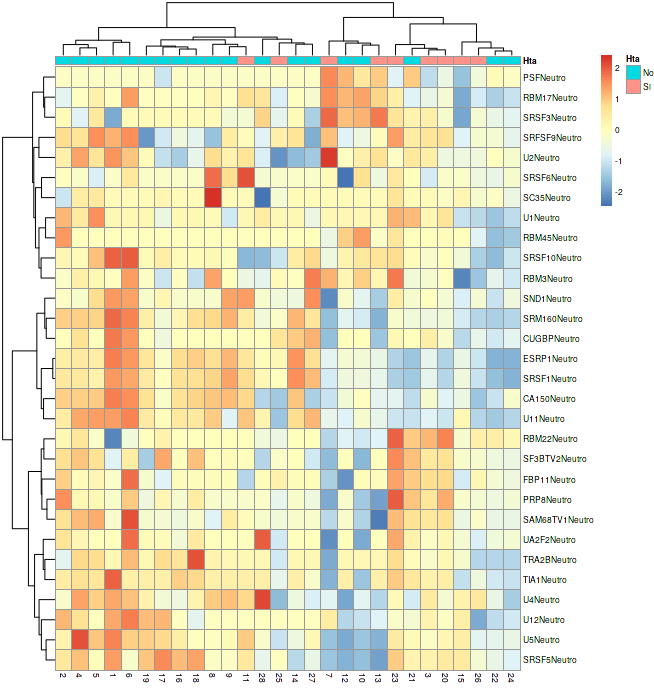 Hta
PSFNeutro
RBM17Neutro
SRSF3Neutro
SRFSF9Neutro
U2Neutro
SRSF6Neutro
SC35Neutro
U1Neutro
RBM45Neutro
SRSF10Neutro
RBM3Neutro
SND1Neutro
SRM160Neutro
CUGBPNeutro
ESRP1Neutro
SRSF1Neutro
CA150Neutro
U11Neutro
RBM22Neutro
SF3BTV2Neutro
FBP11Neutro
PRP8Neutro
SAM68TV1Neutro
UA2F2Neutro
TRA2BNeutro
TIA1Neutro
U4Neutro
U12Neutro
U5Neutro
SRSF5Neutro
2 4 5 1 6 19 17 16 18 8 9 11 28 25 14 27 7 12 10 13 23 21 3 20 15 26 22 24
2
1
0
-1
-2
Hta
No
Si